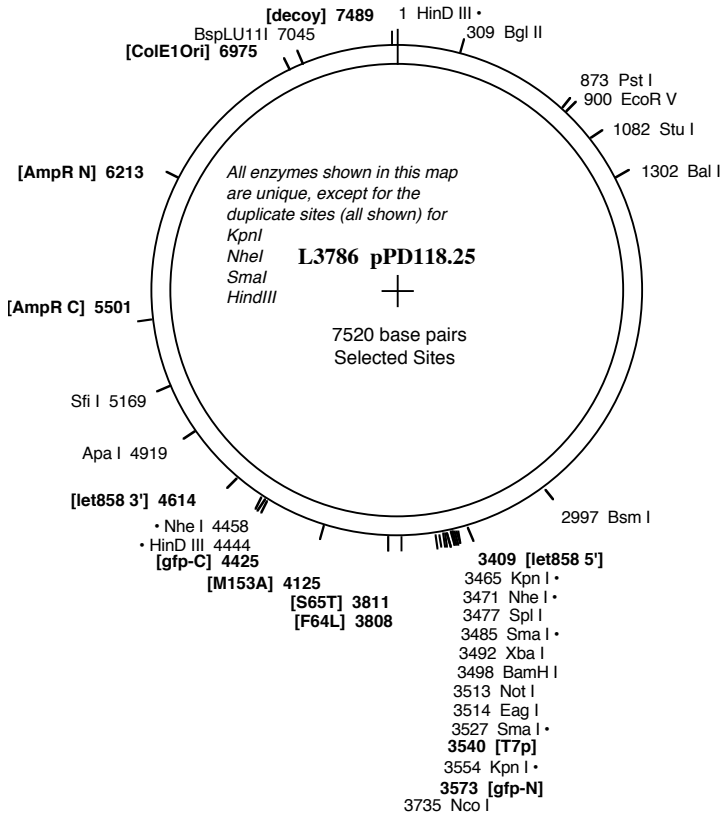 [decoy] 7489
1 HinD III •
BspLU11I 7045
309 Bgl II
[ColE1Ori] 6975
873 Pst I
900 EcoR V
1082 Stu I
[AmpR N] 6213
1302 Bal I
All enzymes shown in this map
are unique, except for the
duplicate sites (all shown) for
KpnI
NheI
SmaI
HindIII
L3786 pPD118.25
7520 base pairs
Selected Sites
[AmpR C] 5501
Sfi I 5169
Apa I 4919
[let858 3'] 4614
• Nhe I 4458
• HinD III 4444
[gfp-C] 4425
[M153A] 4125
[S65T] 3811
[F64L] 3808
2997 Bsm I
3409 [let858 5']
3465 Kpn I •
3471 Nhe I •
3477 Spl I
3485 Sma I •
3492 Xba I
3498 BamH I
3513 Not I
3514 Eag I
3527 Sma I •
3540 [T7p]
3554 Kpn I •
3573 [gfp-N]
3735 Nco I